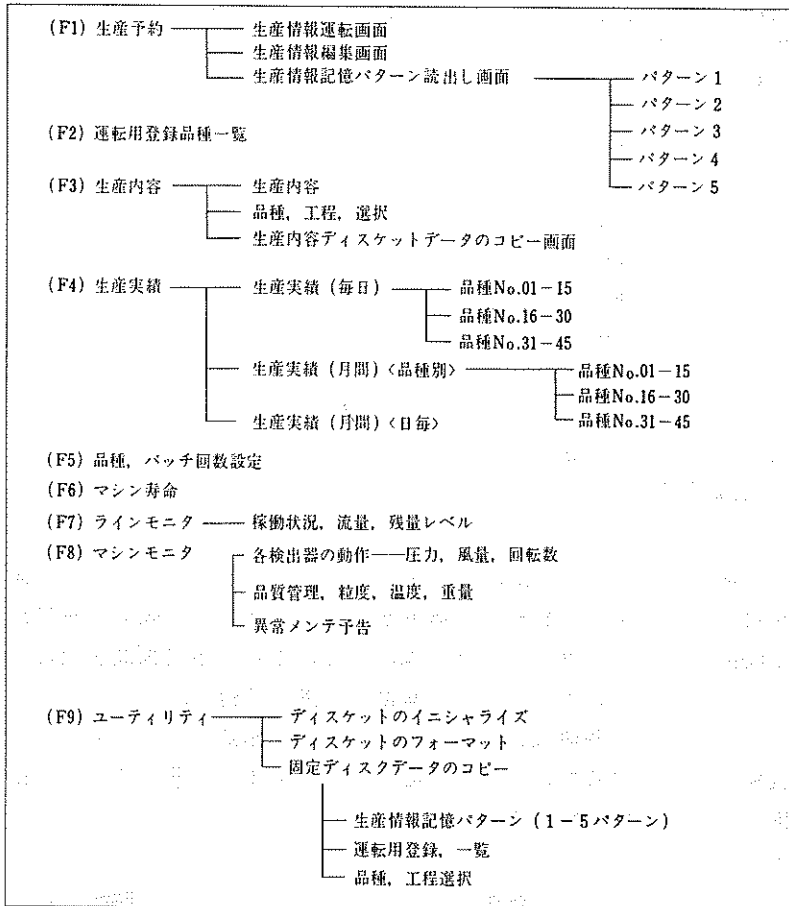 (F1) 生産予約 生産情報運転画面
生産情報編集画面
生産情報記憶パターン読出し画面 パターン1
パターン2
(F2) 運転用登録品種一覧 パターン3
パターン4
(F3) 生産内容 生産内容 パターン5
品種，工程，選択
生産内容ディスケットデータのコピー画面
(F4) 生産実績 生産実績（毎日） 品種No.01－15
品種No.16－30
品種No.31－45
生産実績（月間）〈品種別〉 品種No.01－15
品種No.16－30
生産実績（月間）〈日毎〉 品種No.31－45
(F5) 品種，バッチ回数設定
(F6) マシン寿命
(F7) ラインモニタ 稼働状況，流量，残量レベル
(F8) マシンモニタ 各検出器の動作──圧力，風量，回転数
品質管理，粒度，温度，重量
異常メンテ予告
(F9) ユーティリティ ディスケットのイニシャライズ
ディスケットのフォーマット
固定ディスクデータのコピー
生産情報記憶パターン（1－5パターン）
運転用登録，一覧
品種，工程選択